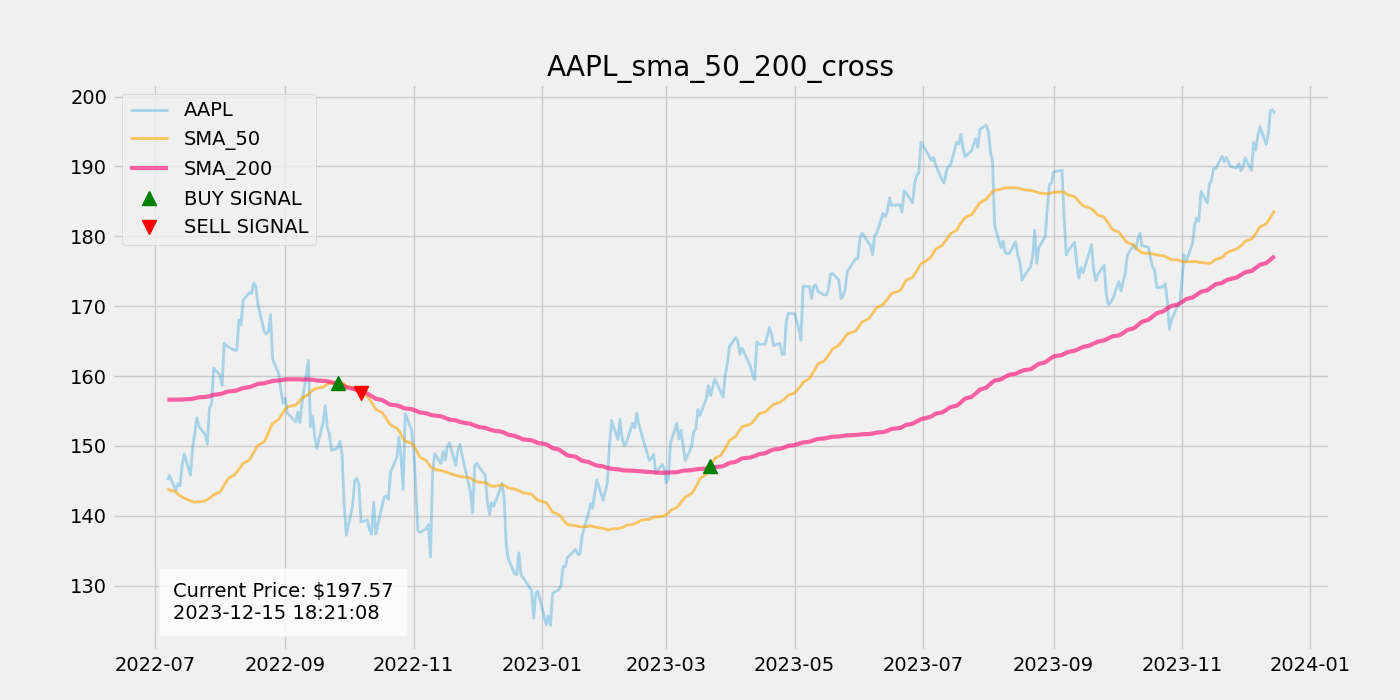 AAPL_sma_50_200_cross
200
190
180
170
160
150
140
130
AAPL
SMA_50
SMA_200
BUY SIGNAL
SELL SIGNAL
Current Price: $197.57
2023-12-15 18:21:08
2022-07 2022-09 2022-11 2023-01 2023-03 2023-05 2023-07 2023-09 2023-11 2024-01